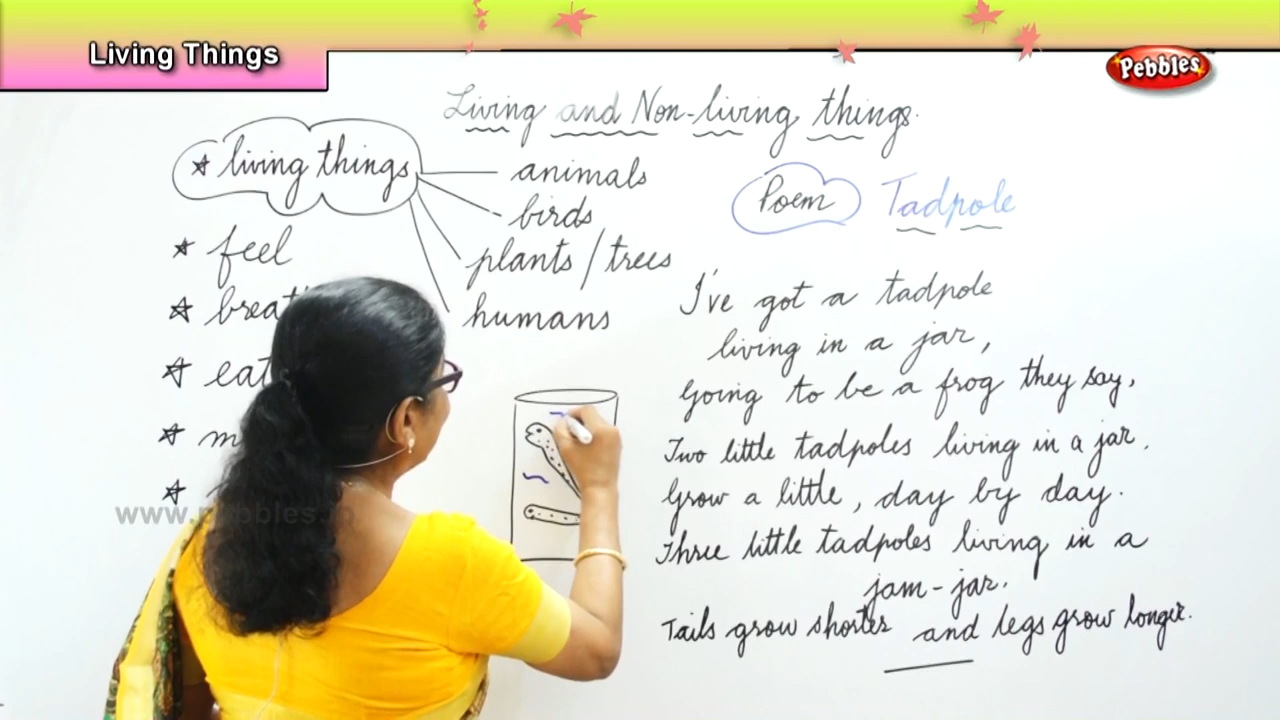 Living Things
Pebbles
Living and Non-living things.
living things
animals
birds
plants/trees
humans
feel
eat
Poem Tadpole
I've got a tadpole
living in a jar,
Going to be a frog they say,
Two little tadpoles living in a jar.
Grow a little, day by day.
Three little tadpoles living in a
jam-jar.
Tails grow shorter and legs grow longer.